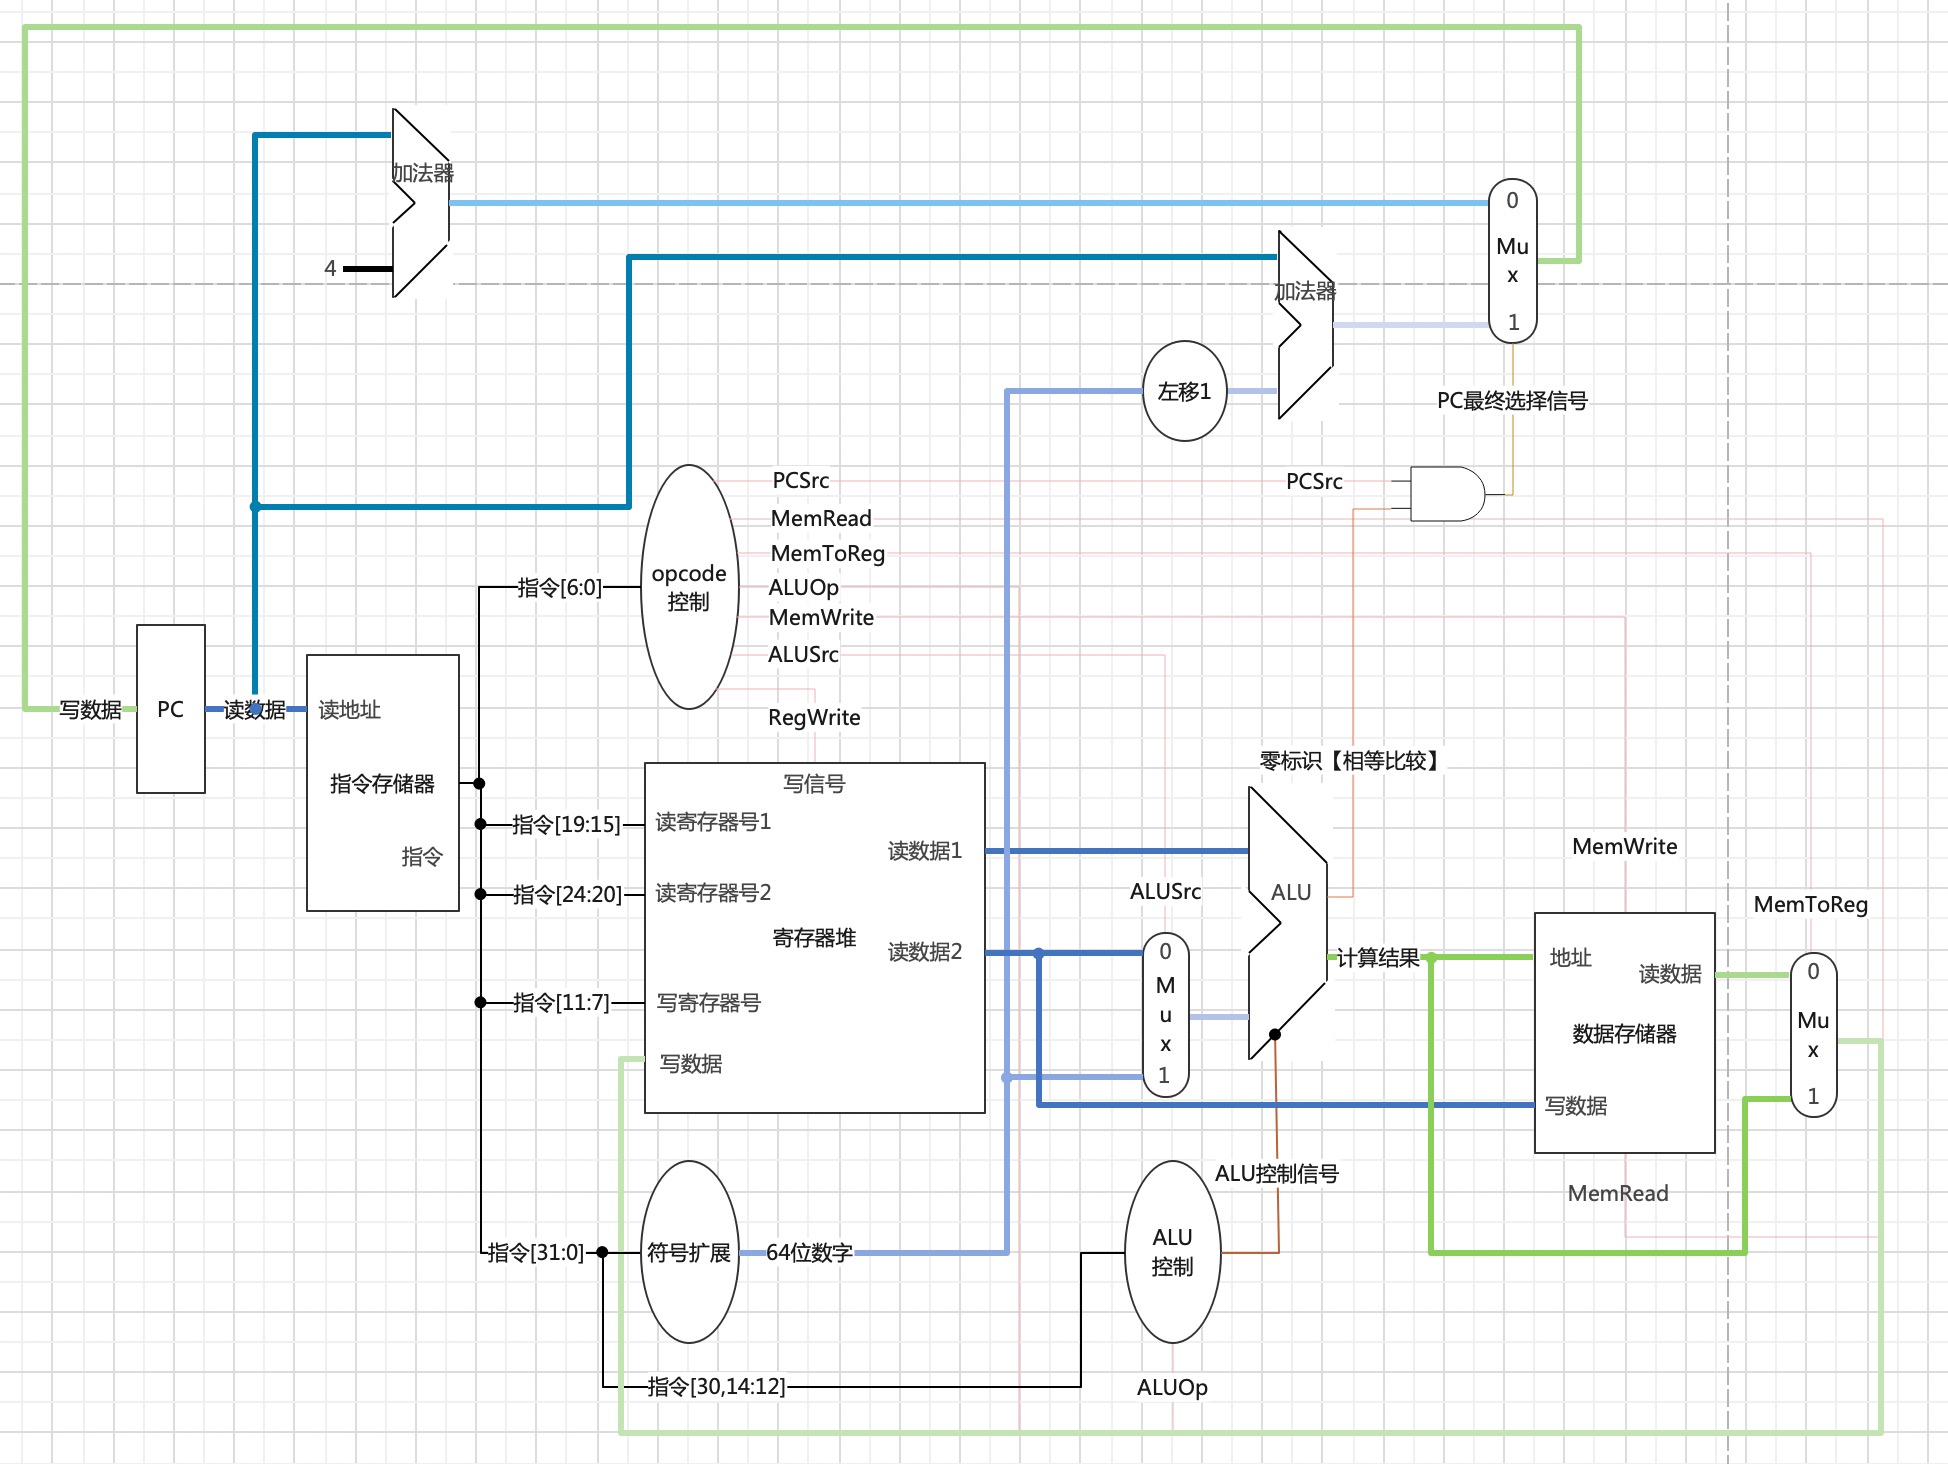 加法器
4
0
Mu
x
1
加法器
左移1
PC最终选择信号
PCSrc
PCSrc
MemRead
MemToReg
ALUOp
MemWrite
ALUSrc
RegWrite
opcode
控制
指令[6:0]
写数据
PC
读数据
读地址
指令存储器
指令
指令[19:15]
指令[24:20]
指令[11:7]
指令[31:0]
写信号
读寄存器号1
读寄存器号2
寄存器堆
写寄存器号
写数据
读数据1
读数据2
零标识【相等比较】
ALU
计算结果
ALUSrc
0
M
u
x
1
MemWrite
地址
读数据
数据存储器
写数据
MemRead
MemToReg
0
Mu
x
1
符号扩展
64位数字
ALU
控制
ALU控制信号
指令[30,14:12]
ALUOp